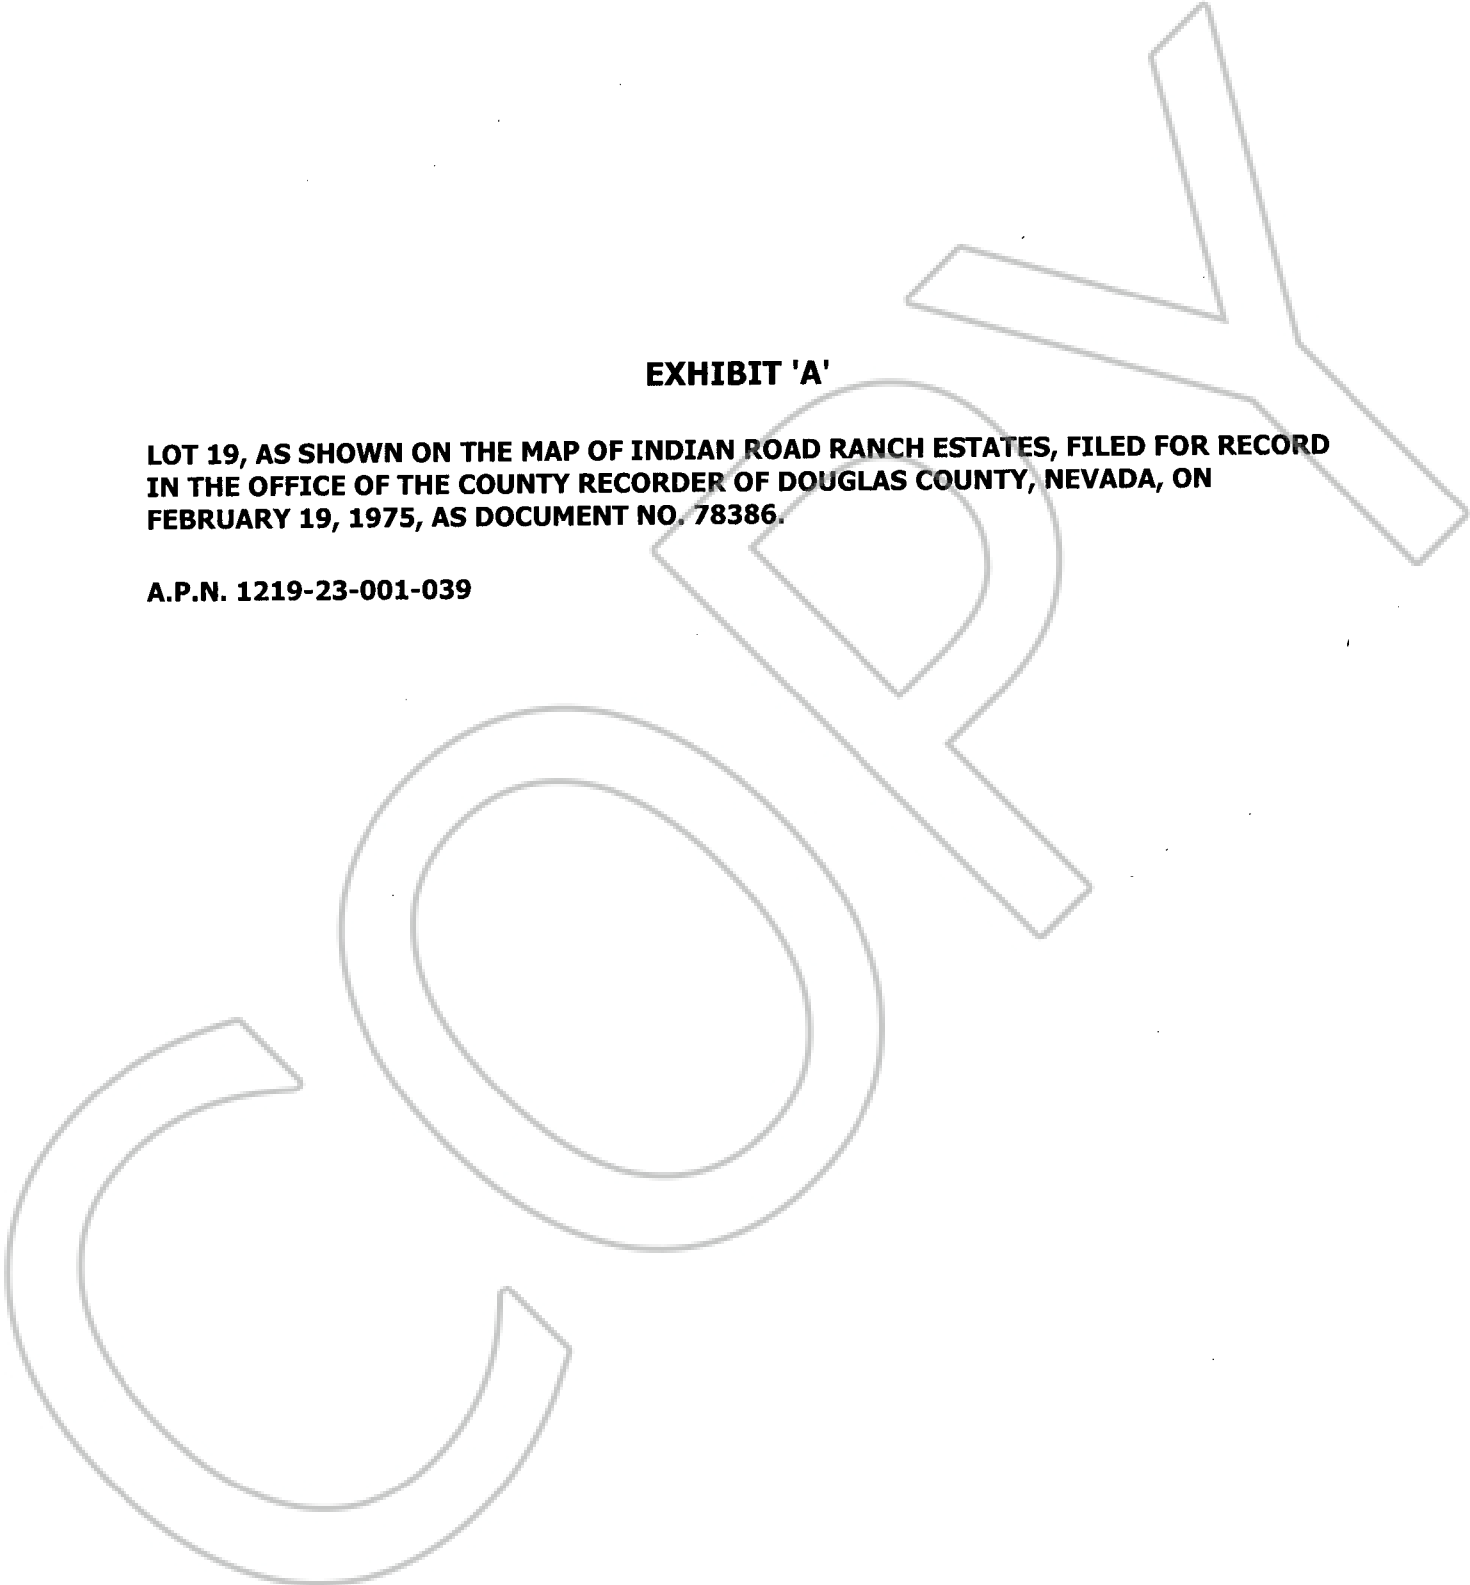 EXHIBIT 'A'
LOT 19, AS SHOWN ON THE MAP OF INDIAN ROAD RANCH ESTATES, FILED FOR RECORD
IN THE OFFICE OF THE COUNTY RECORDER OF DOUGLAS COUNTY, NEVADA, ON
FEBRUARY 19, 1975, AS DOCUMENT NO. 78386.
A.P.N. 1219-23-001-039
COPY